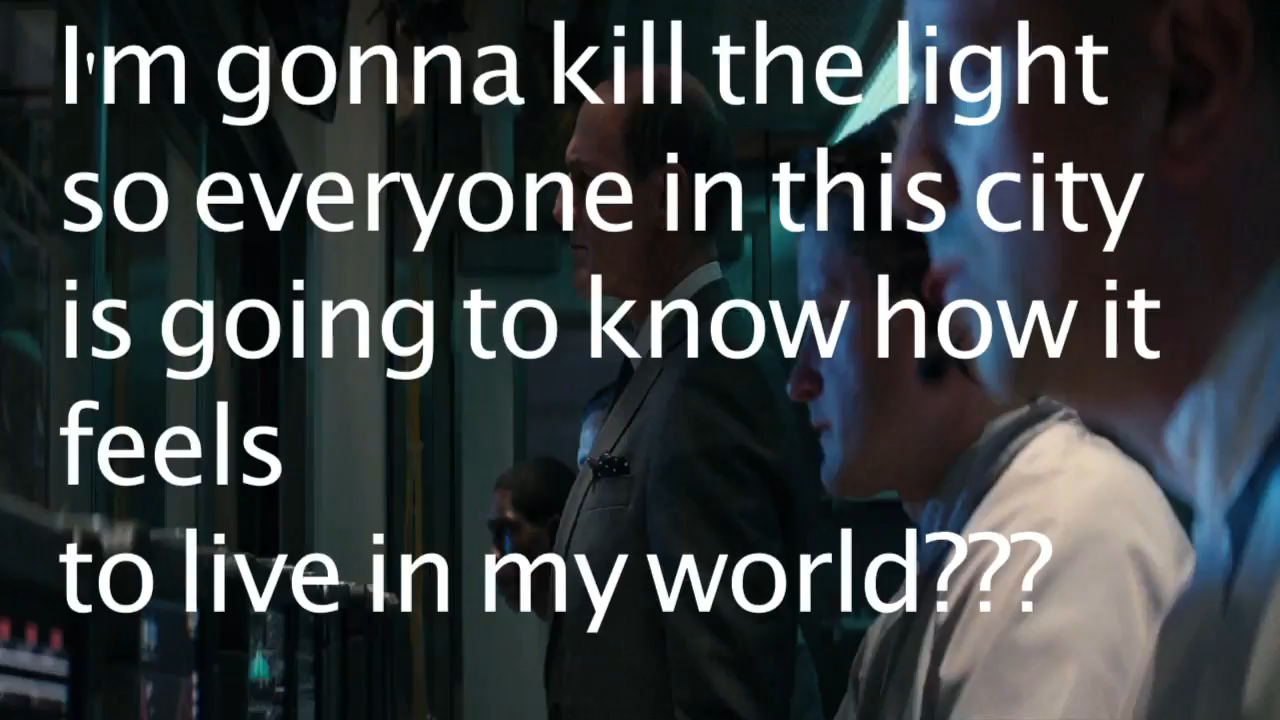 I'm gonna kill the light
so everyone in this city
is going to know how it
feels
to live in my world???